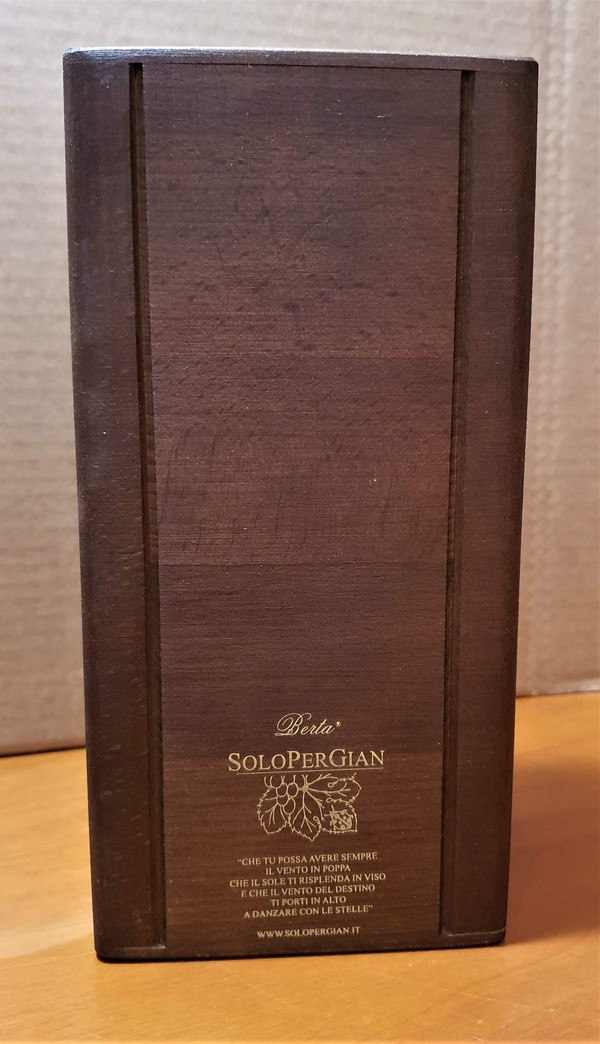 Berta®
SOLOPERGIAN
"CHE TU POSSA AVERE SEMPRE
IL VENTO IN POPPA
CHE IL SOLE TI RISPLENDA IN VISO
E CHE IL VENTO DEL DESTINO
TI PORTI IN ALTO
A DANZARE CON LE STELLE"
WWW.SOLOPERGIAN.IT